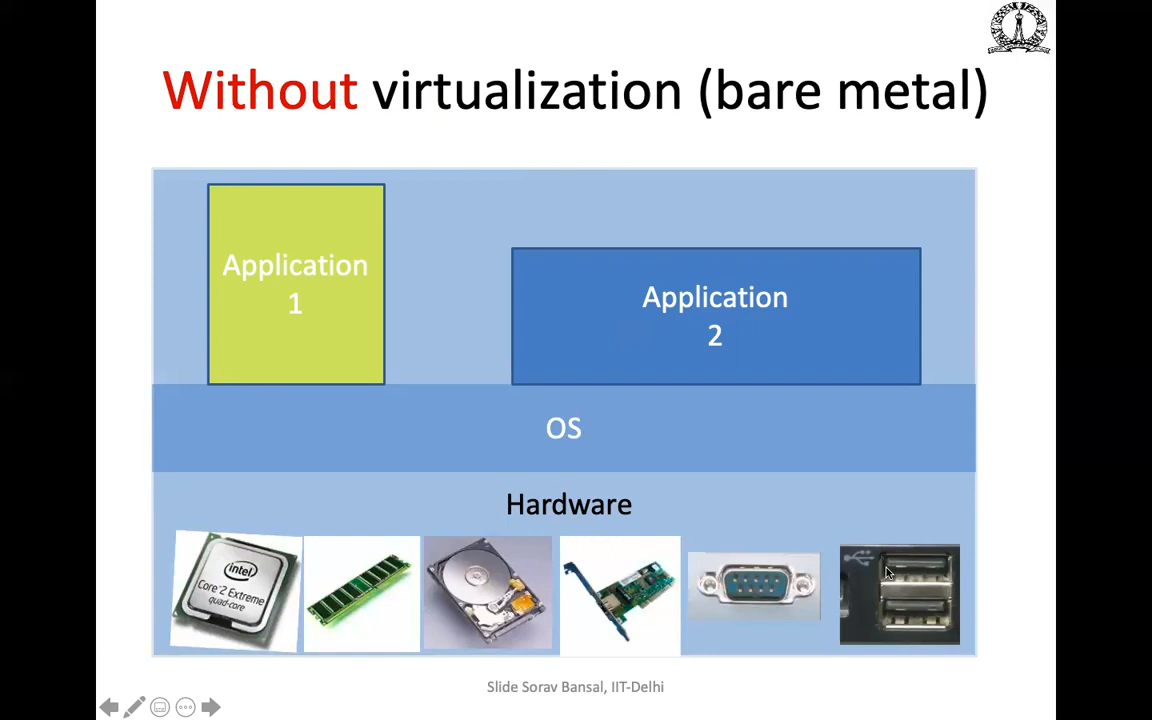 Without virtualization (bare metal)
Application
1
Application
2
OS
Hardware
intel
Core 2 Extreme
quad-core
Slide Sorav Bansal, IIT-Delhi